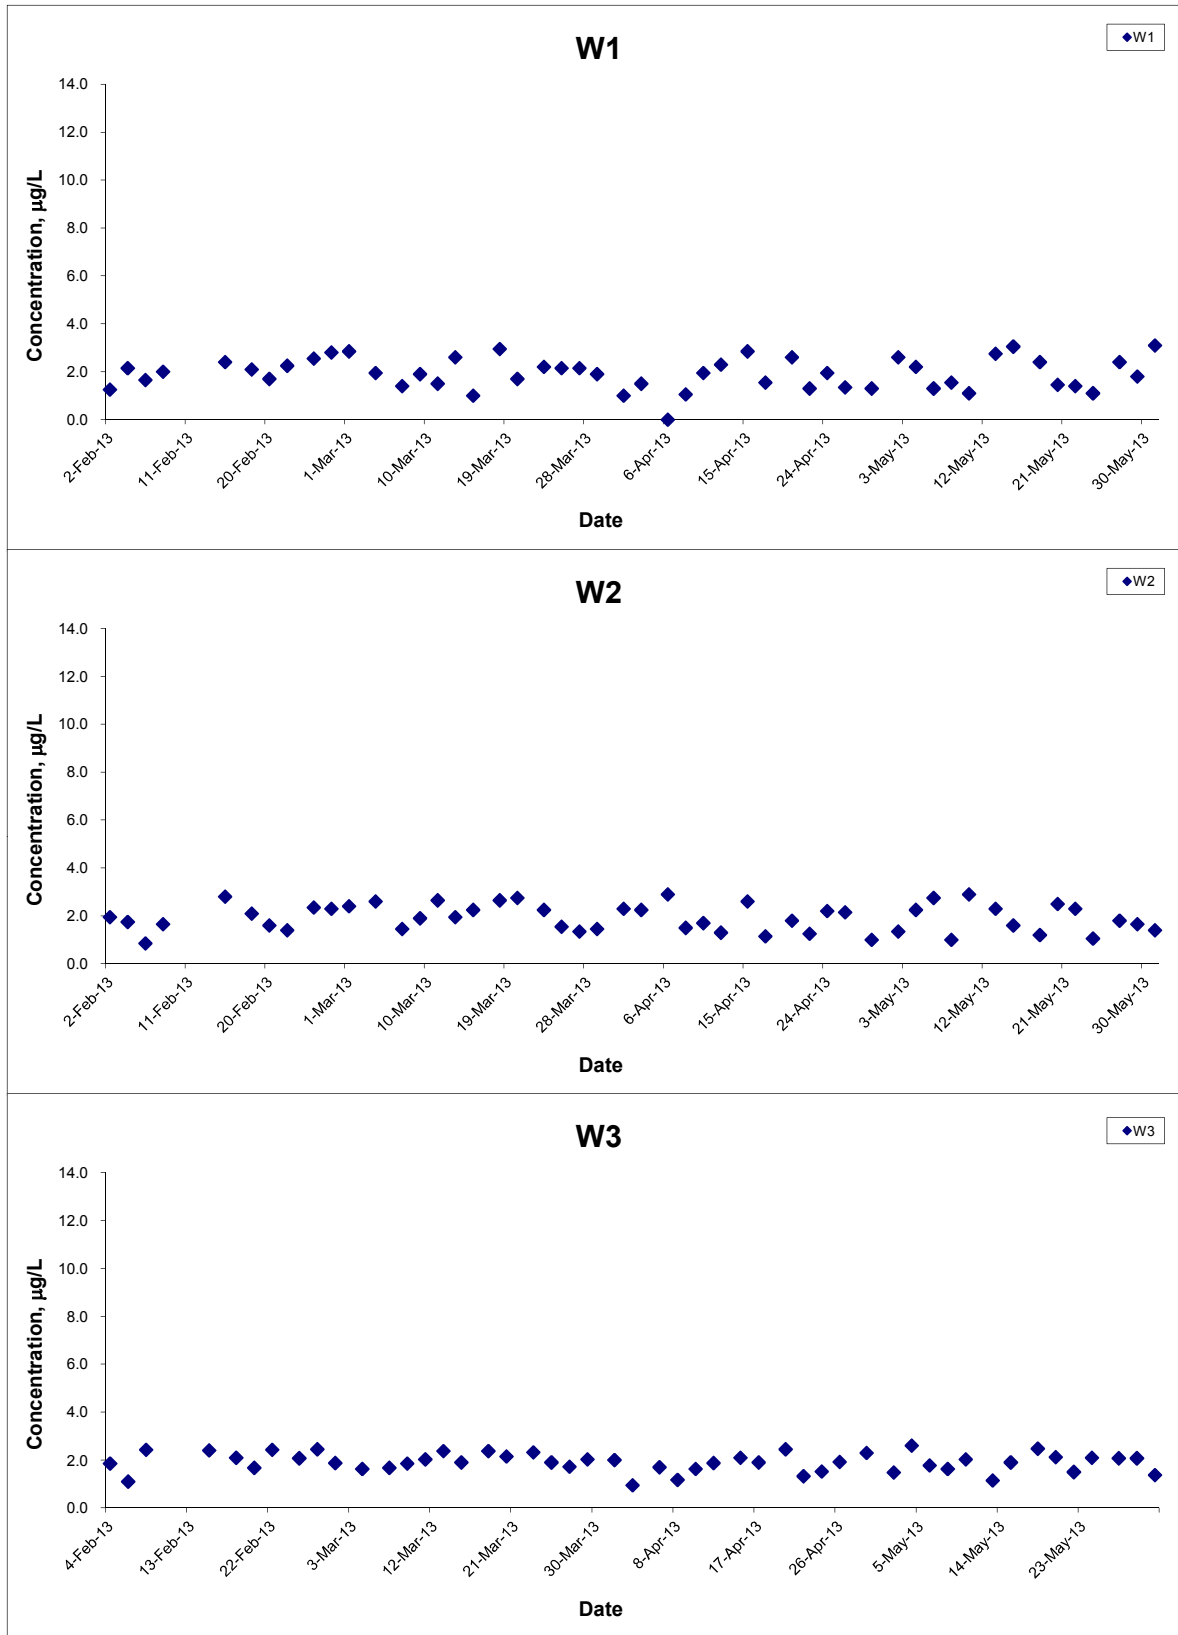 W1
W1
14.0
12.0
10.0
8.0
6.0
4.0
2.0
0.0
Concentration, µg/L
2-Feb-13
11-Feb-13
20-Feb-13
1-Mar-13
10-Mar-13
19-Mar-13
28-Mar-13
6-Apr-13
15-Apr-13
24-Apr-13
3-May-13
12-May-13
21-May-13
30-May-13
Date
W2
W2
14.0
12.0
10.0
8.0
6.0
4.0
2.0
0.0
Concentration, µg/L
2-Feb-13
11-Feb-13
20-Feb-13
1-Mar-13
10-Mar-13
19-Mar-13
28-Mar-13
6-Apr-13
15-Apr-13
24-Apr-13
3-May-13
12-May-13
21-May-13
30-May-13
Date
W3
W3
14.0
12.0
10.0
8.0
6.0
4.0
2.0
0.0
Concentration, µg/L
4-Feb-13
13-Feb-13
22-Feb-13
3-Mar-13
12-Mar-13
21-Mar-13
30-Mar-13
8-Apr-13
17-Apr-13
26-Apr-13
5-May-13
14-May-13
23-May-13
Date